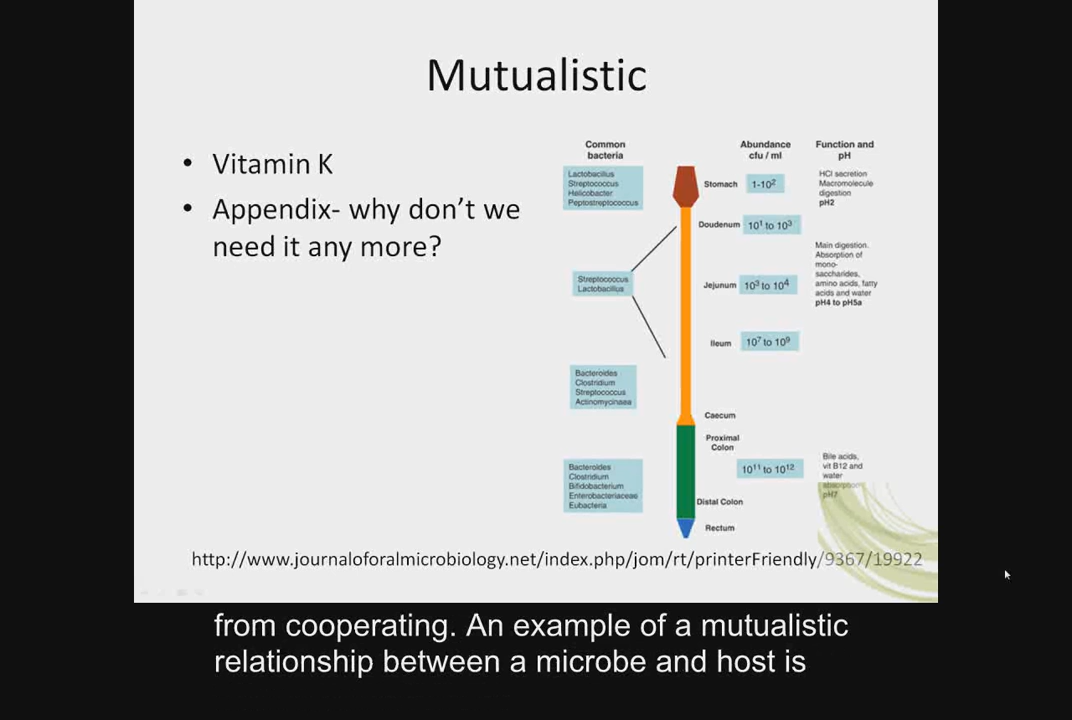 Mutualistic
• Vitamin K
• Appendix- why don't we
need it any more?
Common
bacteria
Abundance
cfu / ml
Function and
pH
Lactobacillus
Streptococcus
Helicobacter
Peptostreptococcus
Stomach
1-10²
HCl secretion
Macromolecule
digestion
pH2
Doudenum
10¹ to 10³
Streptococcus
Lactobacillus
Jejunum
10³ to 10⁴
Main digestion.
Absorption of
mono-
saccharides,
amino acids, fatty
acids and water
pH4 to pH5a
Ileum
10⁷ to 10⁹
Bacteroides
Clostridium
Streptococcus
Actinomycinaea
Caecum
Proximal
Colon
Bacteroides
Clostridium
Bifidobacterium
Enterobacteriaceae
Eubacteria
10¹¹ to 10¹²
Bile acids,
vit B12 and
water
absorption
pH7
Distal Colon
Rectum
http://www.journaloforalmicrobiology.net/index.php/jom/rt/printerFriendly/9367/19922
from cooperating. An example of a mutualistic
relationship between a microbe and host is